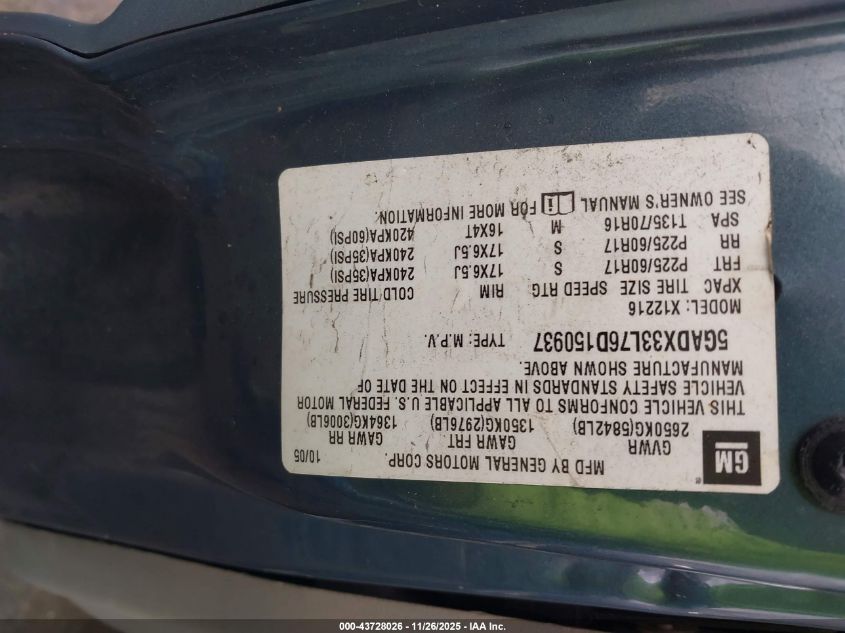 GM
MFD BY GENERAL MOTORS CORP. 10/05
GVWR GAWR FRT GAWR RR
2650KG(5842LB) 1350KG(2976LB) 1364KG(3006LB)
THIS VEHICLE CONFORMS TO ALL APPLICABLE U.S. FEDERAL MOTOR
VEHICLE SAFETY STANDARDS IN EFFECT ON THE DATE OF
MANUFACTURE SHOWN ABOVE.
5GADX33L76D150937 TYPE: M.P.V.
MODEL: X12216
XPAC TIRE SIZE SPEED RTG RIM COLD TIRE PRESSURE
FRT P225/60R17 S 17X6.5J 240KPA(35PSI)
RR P225/60R17 S 17X6.5J 240KPA(35PSI)
SPA T135/70R16 M 16X4T 420KPA(60PSI)
SEE OWNER'S MANUAL FOR MORE INFORMATION.
000-43728026 - 11/26/2025 - IAA Inc.